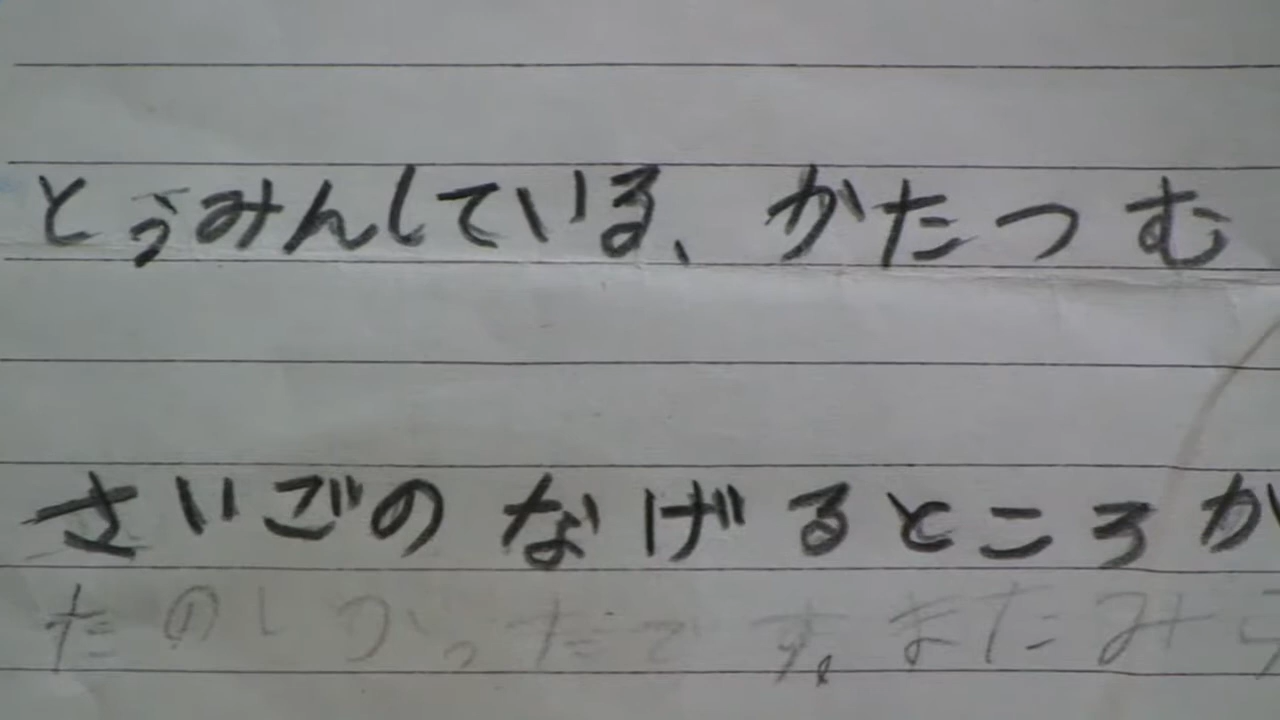 とうみんしている、かたつむ
さいごのなげるところが
たのしかったです。またみ